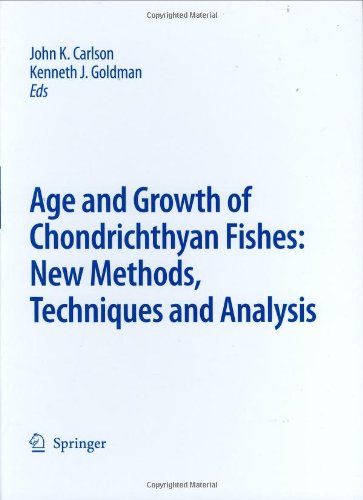 Copyrighted Material
John K. Carlson
Kenneth J. Goldman
Eds
Age and Growth of
Chondrichthyan Fishes:
New Methods,
Techniques and Analysis
Springer
Copyrighted Material